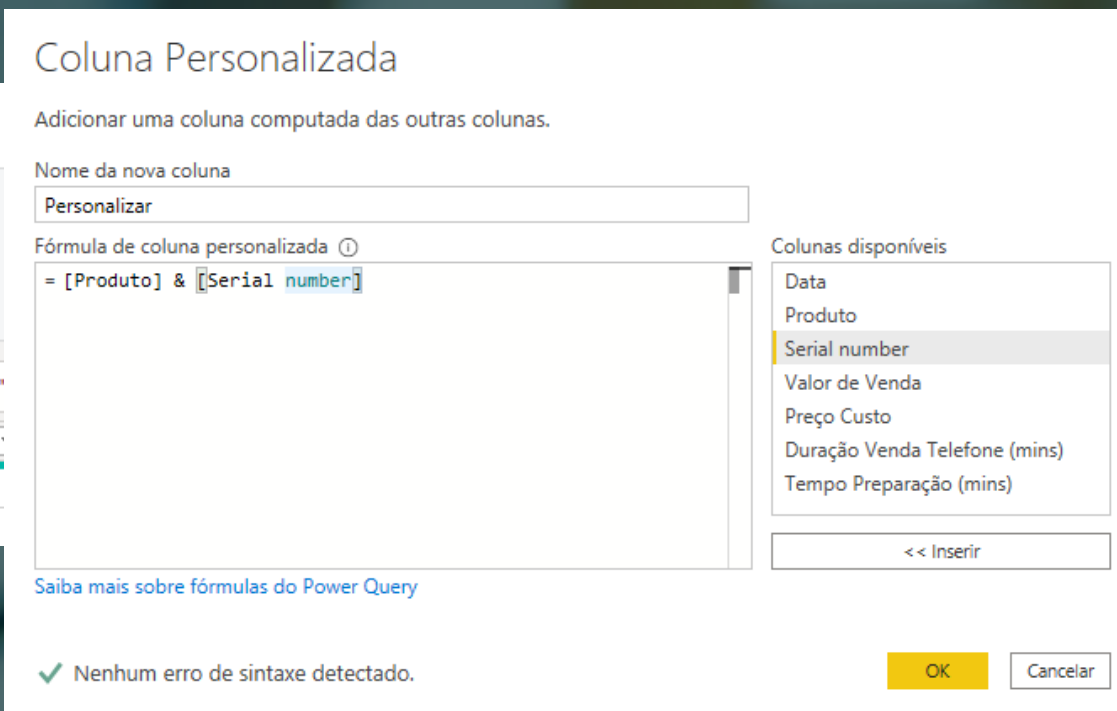 Coluna Personalizada
Adicionar uma coluna computada das outras colunas.
Nome da nova coluna
Personalizar
Fórmula de coluna personalizada
= [Produto] & [Serial number]
Colunas disponíveis
Data
Produto
Serial number
Valor de Venda
Preço Custo
Duração Venda Telefone (mins)
Tempo Preparação (mins)
<< Inserir
Saiba mais sobre fórmulas do Power Query
Nenhum erro de sintaxe detectado.
OK
Cancelar